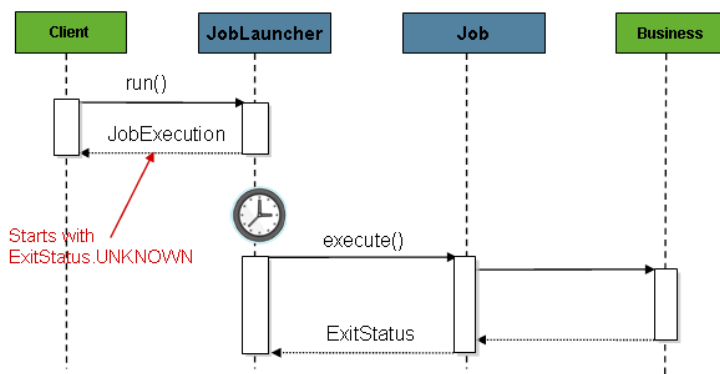 Client
JobLauncher
Job
Business
run()
JobExecution
Starts with
ExitStatus.UNKNOWN
execute()
ExitStatus